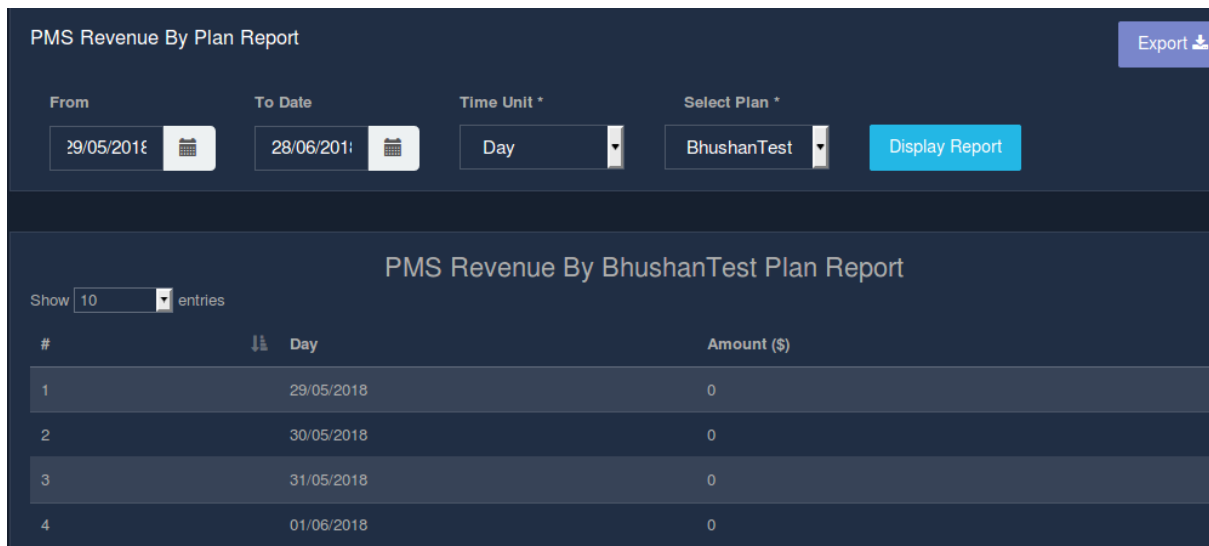 PMS Revenue By Plan Report
Export
From To Date Time Unit * Select Plan *
29/05/2018 28/06/201 Day BhushanTest Display Report
PMS Revenue By BhushanTest Plan Report
Show 10 entries
# Day Amount ($)
1 29/05/2018 0
2 30/05/2018 0
3 31/05/2018 0
4 01/06/2018 0